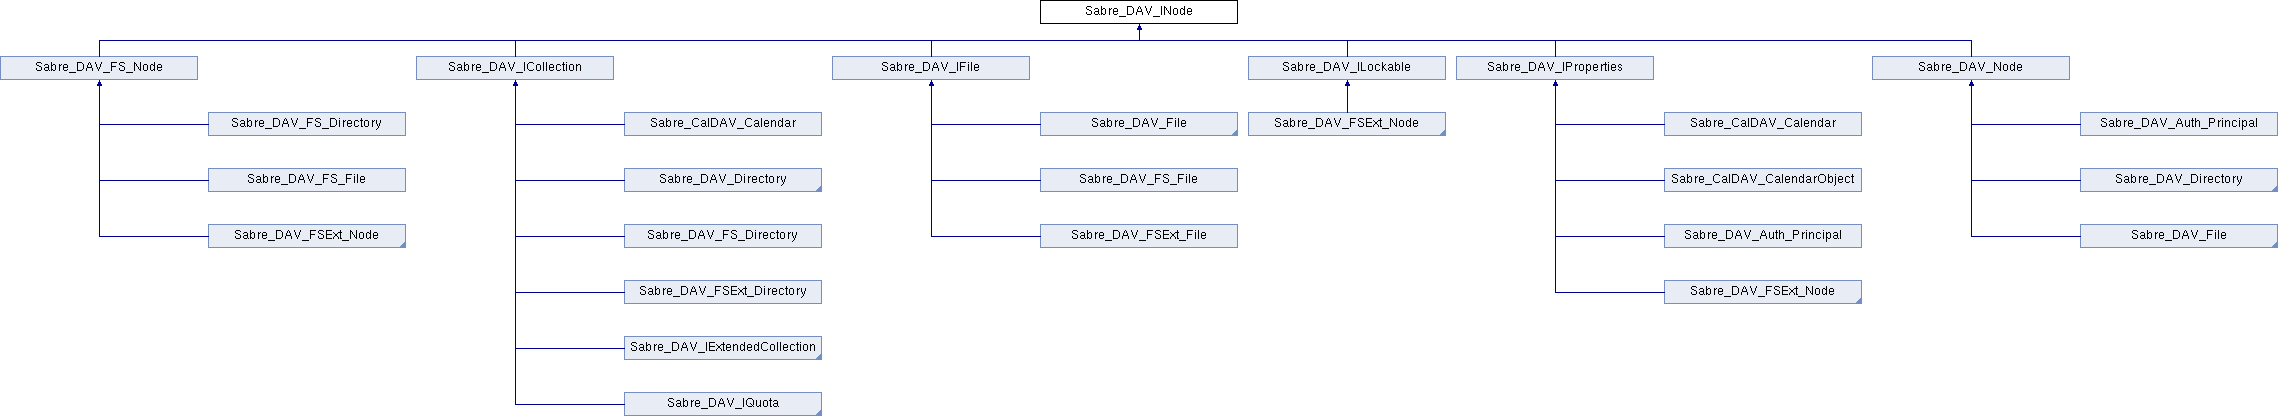 Sabre_DAV_INode
Sabre_DAV_FS_Node
Sabre_DAV_ICollection
Sabre_DAV_IFile
Sabre_DAV_ILockable
Sabre_DAV_IProperties
Sabre_DAV_Node
Sabre_DAV_FS_Directory
Sabre_CalDAV_Calendar
Sabre_DAV_File
Sabre_DAV_FSExt_Node
Sabre_CalDAV_Calendar
Sabre_DAV_Auth_Principal
Sabre_DAV_FS_File
Sabre_DAV_Directory
Sabre_DAV_FS_File
Sabre_CalDAV_CalendarObject
Sabre_DAV_Directory
Sabre_DAV_FSExt_Node
Sabre_DAV_FS_Directory
Sabre_DAV_FSExt_File
Sabre_DAV_Auth_Principal
Sabre_DAV_File
Sabre_DAV_FSExt_Directory
Sabre_DAV_FSExt_Node
Sabre_DAV_IExtendedCollection
Sabre_DAV_IQuota